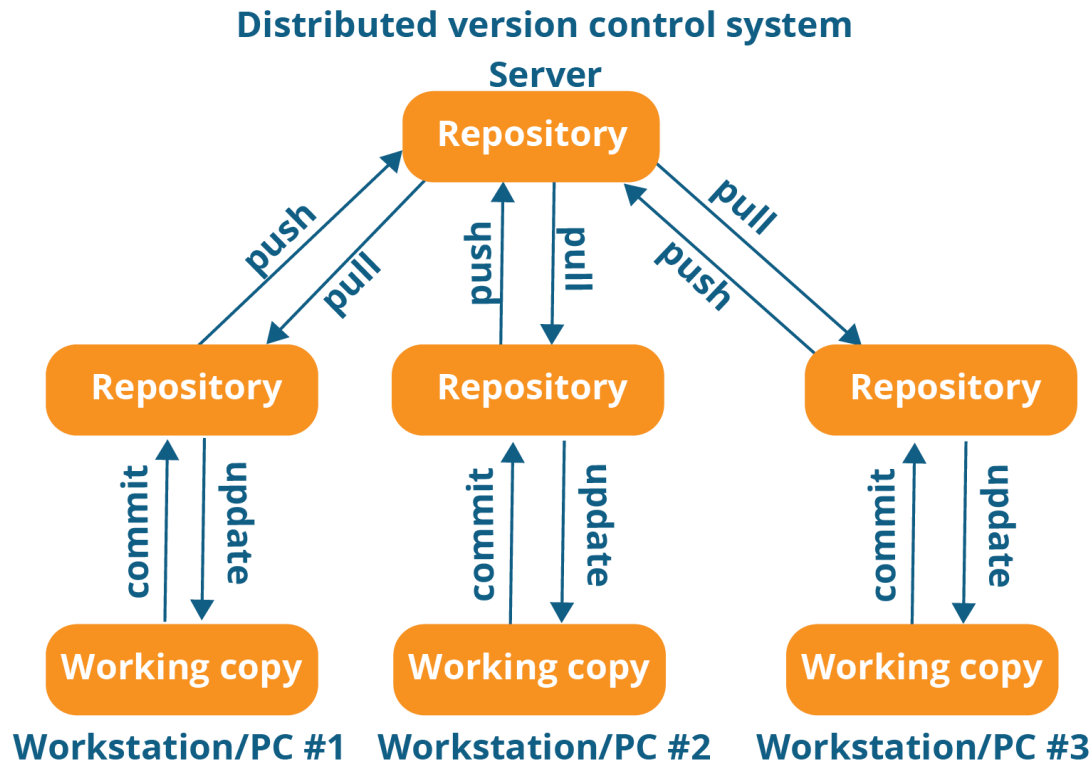 Distributed version control system
Server
Repository
push
pull
push
pull
push
pull
Repository
Repository
Repository
commit
update
commit
update
commit
update
Working copy
Working copy
Working copy
Workstation/PC #1
Workstation/PC #2
Workstation/PC #3